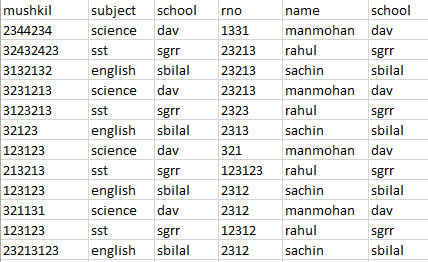 mushkil subject school rno name school
2344234 science dav 1331 manmohan dav
32432423 sst sgrr 23213 rahul sgrr
3132132 english sbilal 23213 sachin sbilal
3231213 science dav 23213 manmohan dav
3123213 sst sgrr 2323 rahul sgrr
32123 english sbilal 2313 sachin sbilal
123123 science dav 321 manmohan dav
213213 sst sgrr 123123 rahul sgrr
123123 english sbilal 2312 sachin sbilal
321131 science dav 2312 manmohan dav
123123 sst sgrr 12312 rahul sgrr
23213123 english sbilal 2312 sachin sbilal